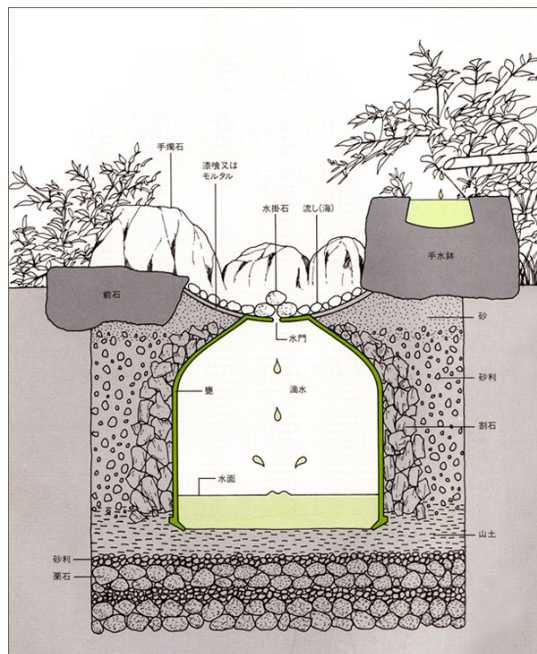 手燭石
漆喰又は
モルタル
水掛石
流し(海)
手水鉢
前石
砂
水門
砂利
甕
滴水
割石
水面
山土
砂利
栗石